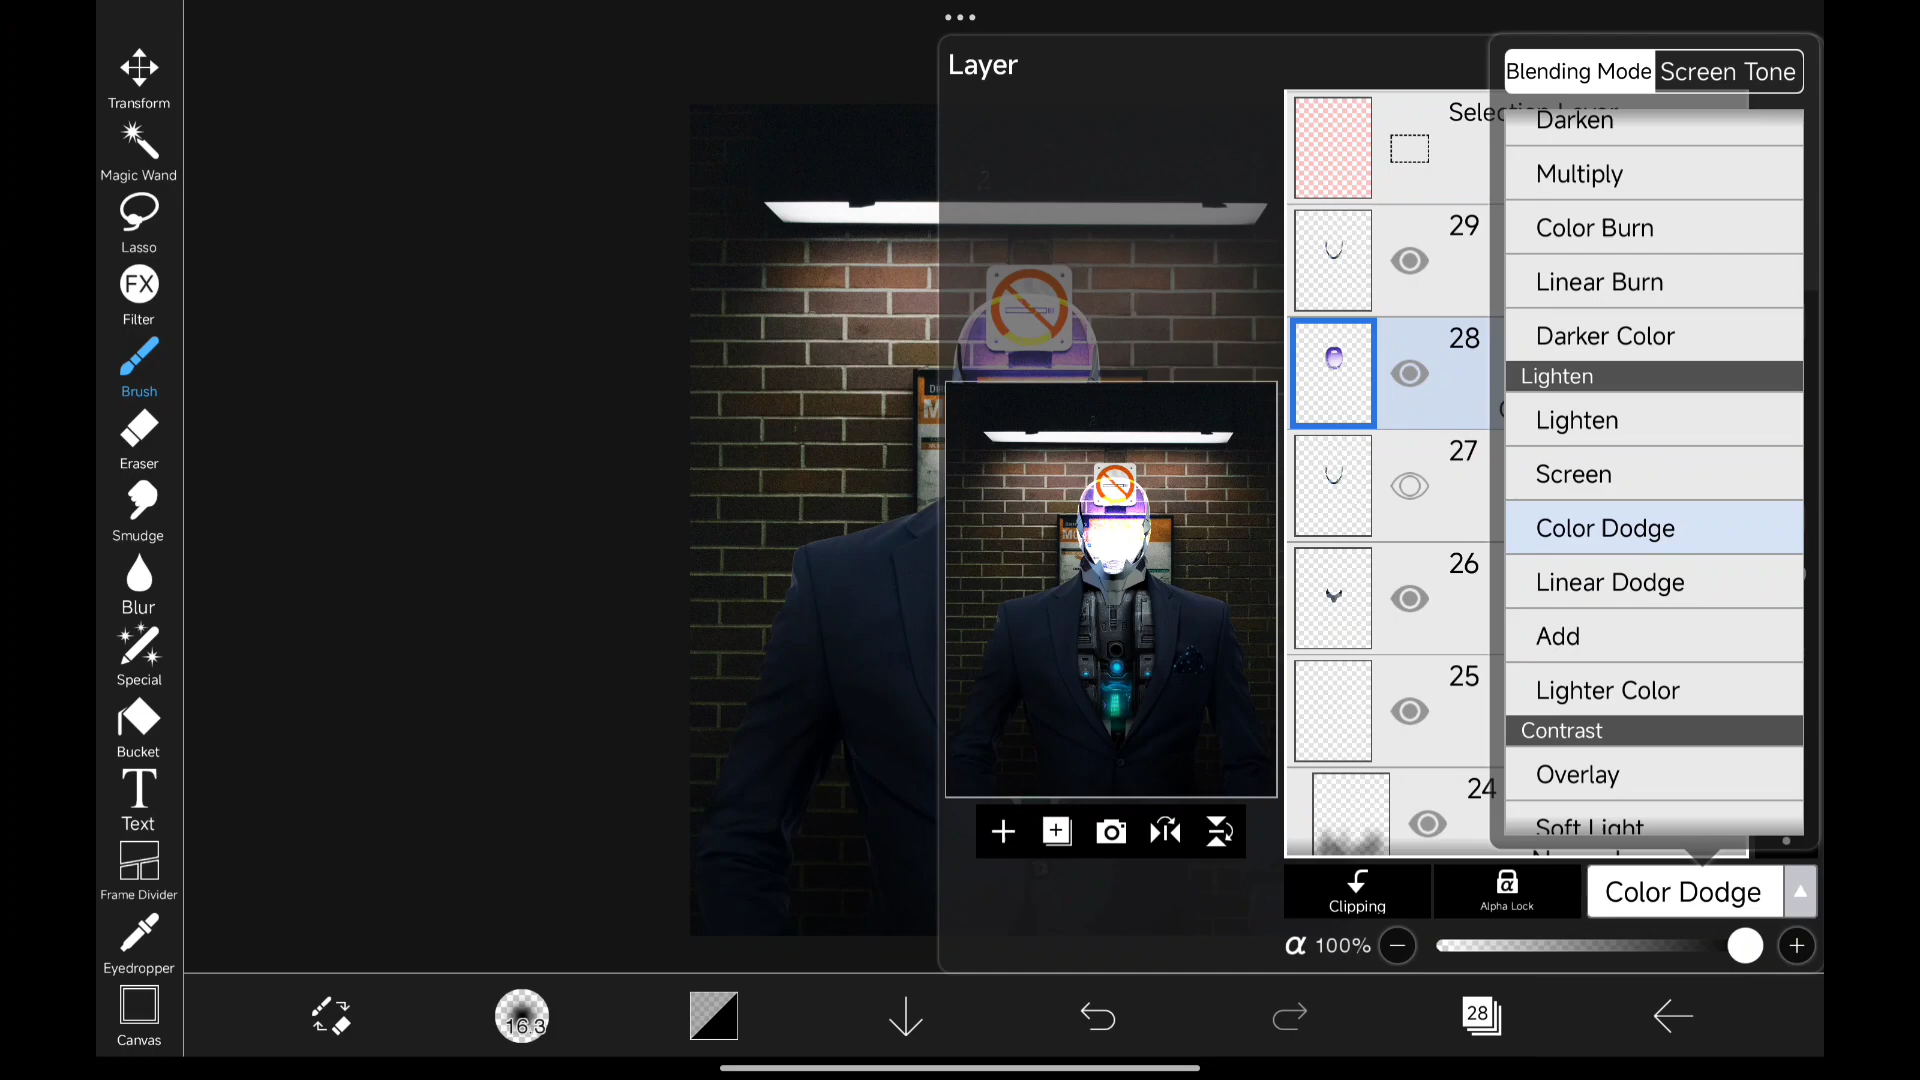 Layer
Blending Mode
Screen Tone
Transform
Magic Wand
Lasso
FX
Filter
Brush
Eraser
Smudge
Blur
Special
Bucket
T
Text
Frame Divider
Eyedropper
Canvas
2
2
29
28
27
26
25
24
Darken
Multiply
Color Burn
Linear Burn
Darker Color
Lighten
Lighten
Screen
Color Dodge
Linear Dodge
Add
Lighter Color
Contrast
Overlay
Soft Light
Clipping
α
Alpha Lock
Color Dodge
α 100%
16.3
28